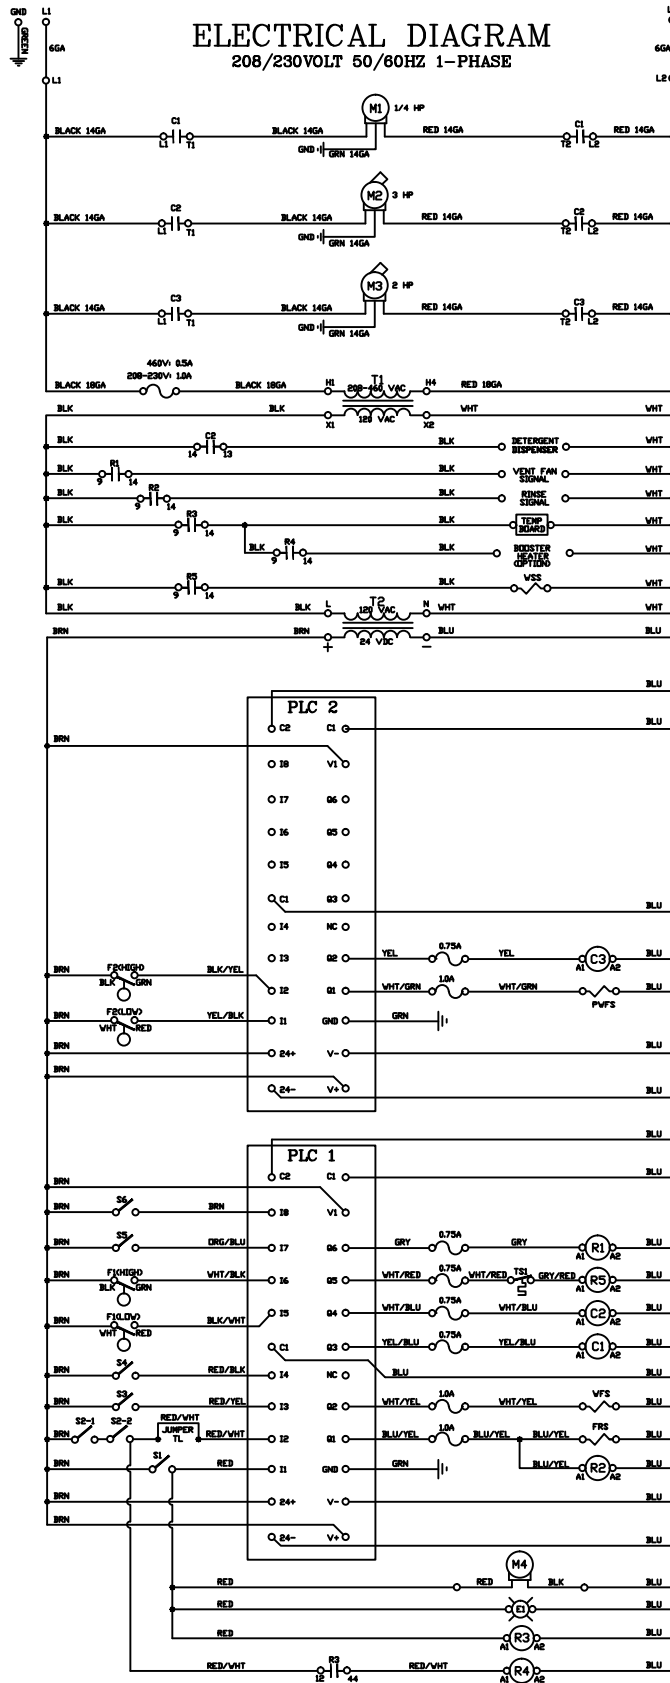 GND L1 L
GREEN
6GA 6GA
ELECTRICAL DIAGRAM
208/230VOLT 50/60HZ 1-PHASE
L1 L2
M1 1/4 HP
BLACK 14GA C1 BLACK 14GA RED 14GA C1 RED 14GA
L1 T1 GND GRN 14GA T2 L2
M2 3 HP
BLACK 14GA C2 BLACK 14GA RED 14GA C2 RED 14GA
L1 T1 GND GRN 14GA T2 L2
M3 2 HP
BLACK 14GA C3 BLACK 14GA RED 14GA C3 RED 14GA
L1 T1 GND GRN 14GA T2 L2
460V: 0.5A
208-230V: 1.0A
BLACK 18GA BLACK 18GA H1 T1 H4 RED 18GA
208-460 VAC
BLK BLK X1 120 VAC X2 WHT WHT
BLK C2 BLK DETERGENT WHT
14 13 DISPENSER
BLK R1 BLK VENT FAN WHT
9 14 SIGNAL
BLK R2 BLK RINSE WHT
9 14 SIGNAL
BLK R3 BLK TEMP WHT
9 14 BOARD
BLK R4 BLK BOOSTER WHT
9 14 HEATER
(OPTION)
BLK R5 BLK WSS WHT
9 14
BLK BLK L T2 N WHT WHT
120 VAC
BRN BRN + 24 VDC - BLU BLU
BLU
PLC 2
C2 C1 BLU
BRN
I8 V1
I7 Q6
I6 Q5
I5 Q4
C1 Q3 BLU
I4 NC
BRN F2(HIGH) BLK/YEL I3 Q2 YEL 0.75A YEL C3 BLU
A1 A2
BLK GRN I2 Q1 WHT/GRN 1.0A WHT/GRN PWFS BLU
BRN F2(LOW) YEL/BLK I1 GND GRN
WHT RED
BRN 24+ V- BLU
BRN
24- V+ BLU
BLU
PLC 1
C2 C1 BLU
BRN
BRN S6 BRN I8 V1
BRN S5 ORG/BLU I7 Q6 GRY 0.75A GRY R1 BLU
A1 A2
BRN F1(HIGH) WHT/BLK I6 Q5 WHT/RED 0.75A WHT/RED TS1 GRY/RED R5 BLU
BLK GRN A1 A2
BRN F1(LOW) BLK/WHT I5 Q4 WHT/BLU 0.75A WHT/BLU C2 BLU
WHT RED A1 A2
C1 Q3 YEL/BLU 0.75A YEL/BLU C1 BLU
A1 A2
BRN S4 RED/BLK I4 NC BLU BLU
BRN S3 RED/YEL I3 Q2 WHT/YEL 1.0A WHT/YEL WFS BLU
BRN S2-1 S2-2 RED/WHT JUMPER TL RED/WHT I2 Q1 BLU/YEL 1.0A BLU/YEL BLU/YEL FRS BLU
BRN S1 RED I1 GND GRN BLU/YEL R2 BLU
A1 A2
BRN 24+ V- BLU
BRN
24- V+ BLU
M4
RED RED BLK BLU
RED E1 BLU
RED R3 BLU
A1 A2
RED/WHT R3 RED/WHT R4 BLU
12 44 A1 A2